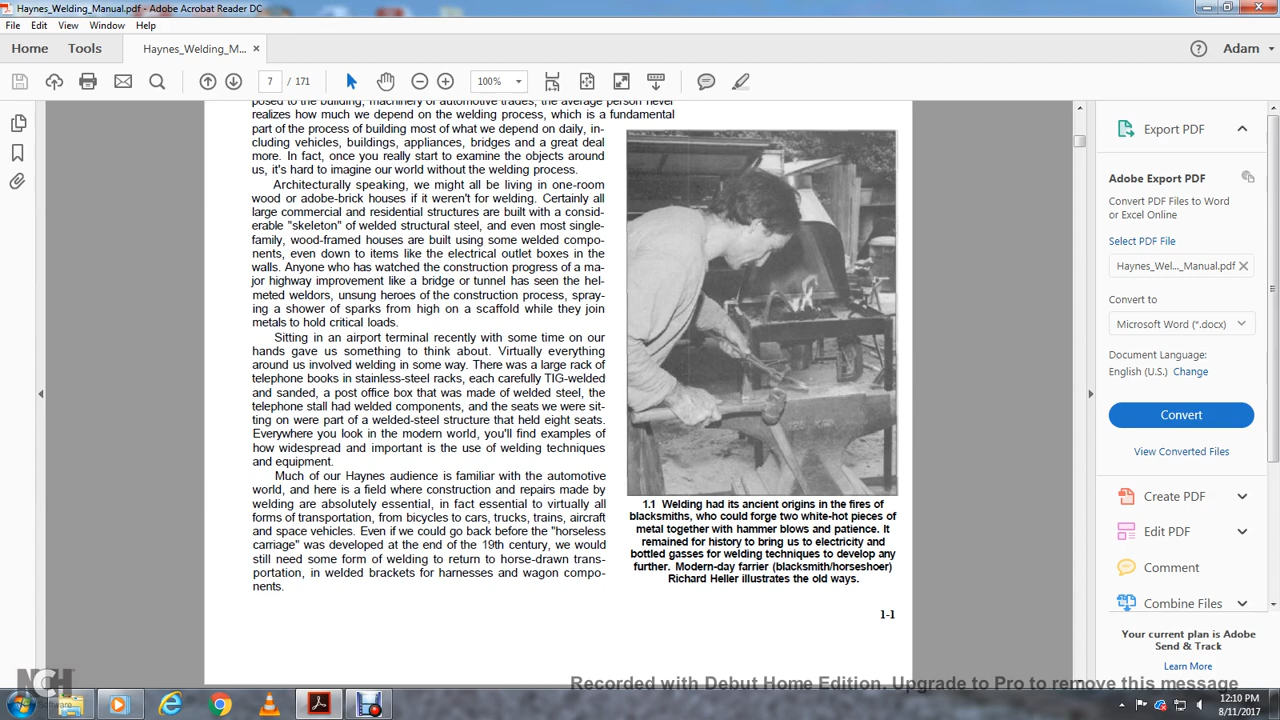 Haynes_Welding_Manual.pdf - Adobe Acrobat Reader DC
File Edit View Window Help
Home Tools Haynes_Welding_M... × Adam
7 / 171 100%
posed to the building, machinery or automotive trades, the average person never
realizes how much we depend on the welding process, which is a fundamental
part of the process of building most of what we depend on daily, in-
cluding vehicles, buildings, appliances, bridges and a great deal
more. In fact, once you really start to examine the objects around
us, it's hard to imagine our world without the welding process.
Architecturally speaking, we might all be living in one-room
wood or adobe-brick houses if it weren't for welding. Certainly all
large commercial and residential structures are built with a consid-
erable "skeleton" of welded structural steel, and even most single-
family, wood-framed houses are built using some welded compo-
nents, even down to items like the electrical outlet boxes in the
walls. Anyone who has watched the construction progress of a ma-
jor highway improvement like a bridge or tunnel has seen the hel-
meted weldors, unsung heroes of the construction process, spray-
ing a shower of sparks from high on a scaffold while they join
metals to hold critical loads.
Sitting in an airport terminal recently with some time on our
hands gave us something to think about. Virtually everything
around us involved welding in some way. There was a large rack of
telephone books in stainless-steel racks, each carefully TIG-welded
and sanded, a post office box that was made of welded steel, the
telephone stall had welded components, and the seats we were sit-
ting on were part of a welded-steel structure that held eight seats.
Everywhere you look in the modern world, you'll find examples of
how widespread and important is the use of welding techniques
and equipment.
Much of our Haynes audience is familiar with the automotive
world, and here is a field where construction and repairs made by
welding are absolutely essential, in fact essential to virtually all
forms of transportation, from bicycles to cars, trucks, trains, aircraft
and space vehicles. Even if we could go back before the "horseless
carriage" was developed at the end of the 19th century, we would
still need some form of welding to return to horse-drawn trans-
portation, in welded brackets for harnesses and wagon compo-
nents.
1.1 Welding had its ancient origins in the fires of
blacksmiths, who could forge two white-hot pieces of
metal together with hammer blows and patience. It
remained for history to bring us to electricity and
bottled gasses for welding techniques to develop any
further. Modern-day farrier (blacksmith/horseshoer)
Richard Heller illustrates the old ways.
1-1
Export PDF
Adobe Export PDF
Convert PDF Files to Word
or Excel Online
Select PDF File
Haynes_Wel..._Manual.pdf ×
Convert to
Microsoft Word (*.docx)
Document Language:
English (U.S.) Change
Convert
View Converted Files
Create PDF
Edit PDF
Comment
Combine Files
Your current plan is Adobe
Send & Track
Learn More
NCH Software
Recorded with Debut Home Edition. Upgrade to Pro to remove this message
12:10 PM
8/11/2017